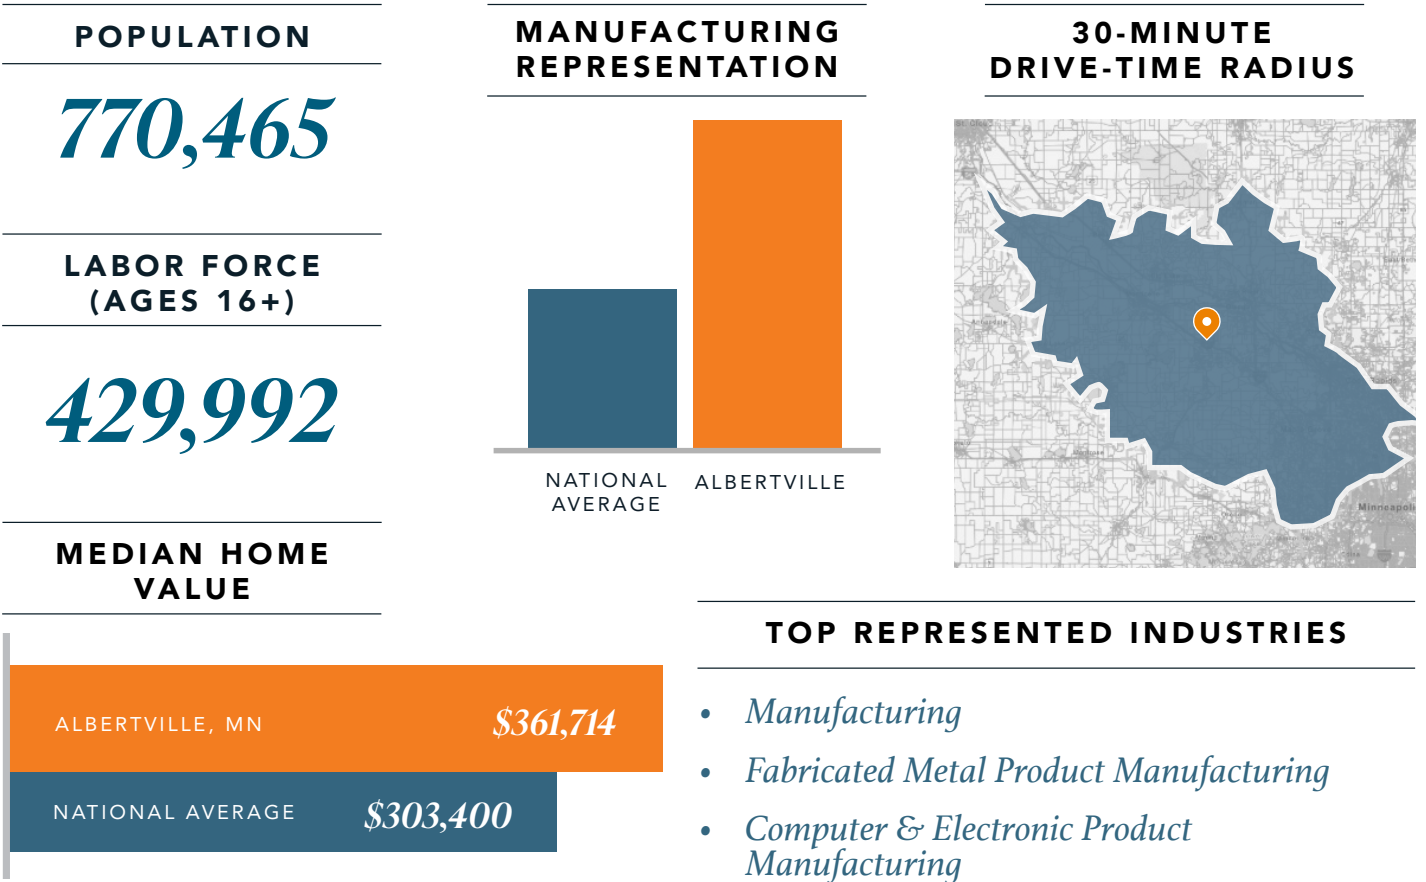 POPULATION
770,465
LABOR FORCE
(AGES 16+)
429,992
MEDIAN HOME
VALUE
ALBERTVILLE, MN $361,714
NATIONAL AVERAGE $303,400
MANUFACTURING
REPRESENTATION
NATIONAL
AVERAGE
ALBERTVILLE
30-MINUTE
DRIVE-TIME RADIUS
Minneapoli
TOP REPRESENTED INDUSTRIES
• Manufacturing
• Fabricated Metal Product Manufacturing
• Computer & Electronic Product
Manufacturing